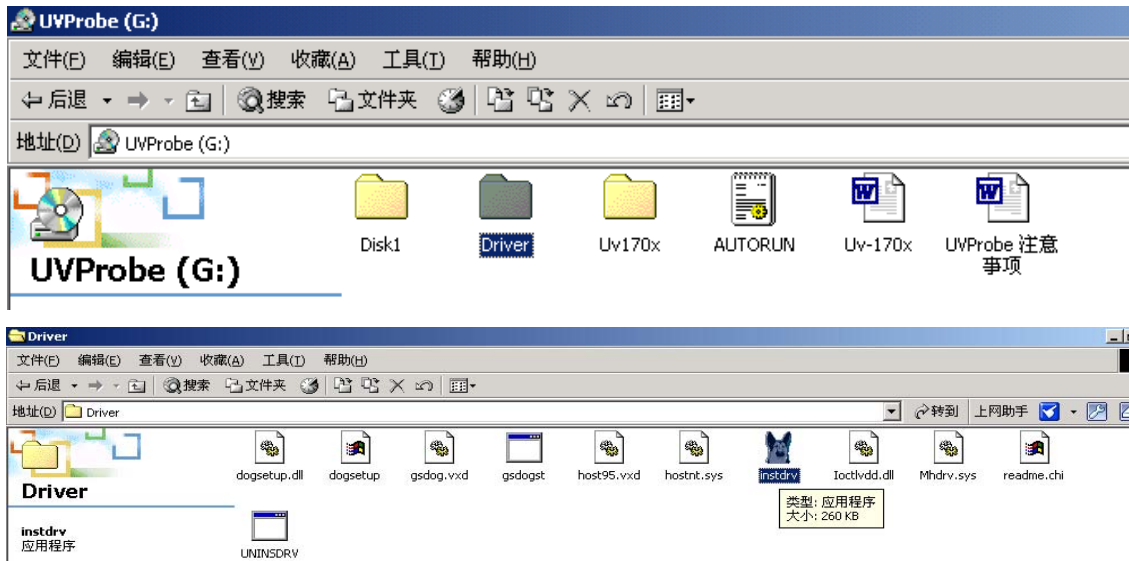 UVProbe (G:)
文件(F) 编辑(E) 查看(V) 收藏(A) 工具(T) 帮助(H)
后退 搜索 文件夹
地址(D) UVProbe (G:)
Disk1 Driver Uv170x AUTORUN Uv-170x UVProbe 注意
事项
UVProbe (G:)
Driver
文件(F) 编辑(E) 查看(V) 收藏(A) 工具(T) 帮助(H)
后退 搜索 文件夹
地址(D) Driver 转到 上网助手
dogsetup.dll dogsetup gsdog.vxd gsdogst host95.vxd hostnt.sys instdrv Ioctlvdd.dll Mhdrv.sys readme.chi
Driver
类型: 应用程序
大小: 260 KB
instdrv
应用程序
UNINSDRV